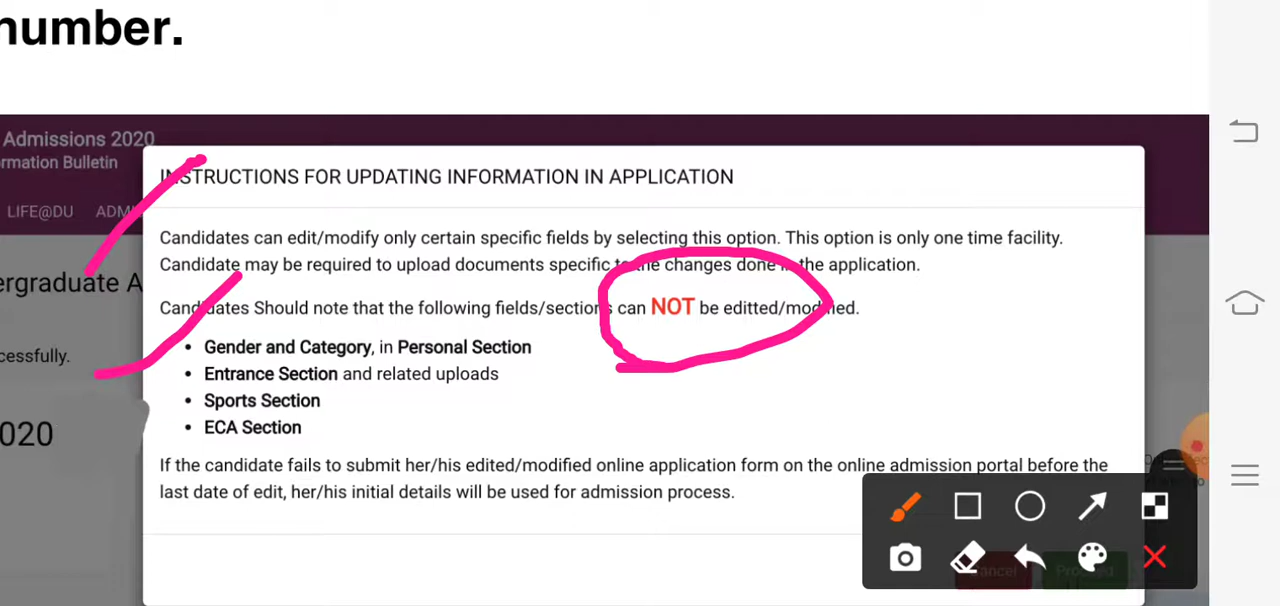 number.
Admissions 2020
rmation Bulletin
LIFE@DU ADMI
INSTRUCTIONS FOR UPDATING INFORMATION IN APPLICATION
Candidates can edit/modify only certain specific fields by selecting this option. This option is only one time facility.
Candidate may be required to upload documents specific to the changes done in the application.
ergraduate A
Candidates Should note that the following fields/sections can NOT be editted/modified.
cessfully.
• Gender and Category, in Personal Section
• Entrance Section and related uploads
• Sports Section
• ECA Section
020
If the candidate fails to submit her/his edited/modified online application form on the online admission portal before the
last date of edit, her/his initial details will be used for admission process.
Cancel Proceed